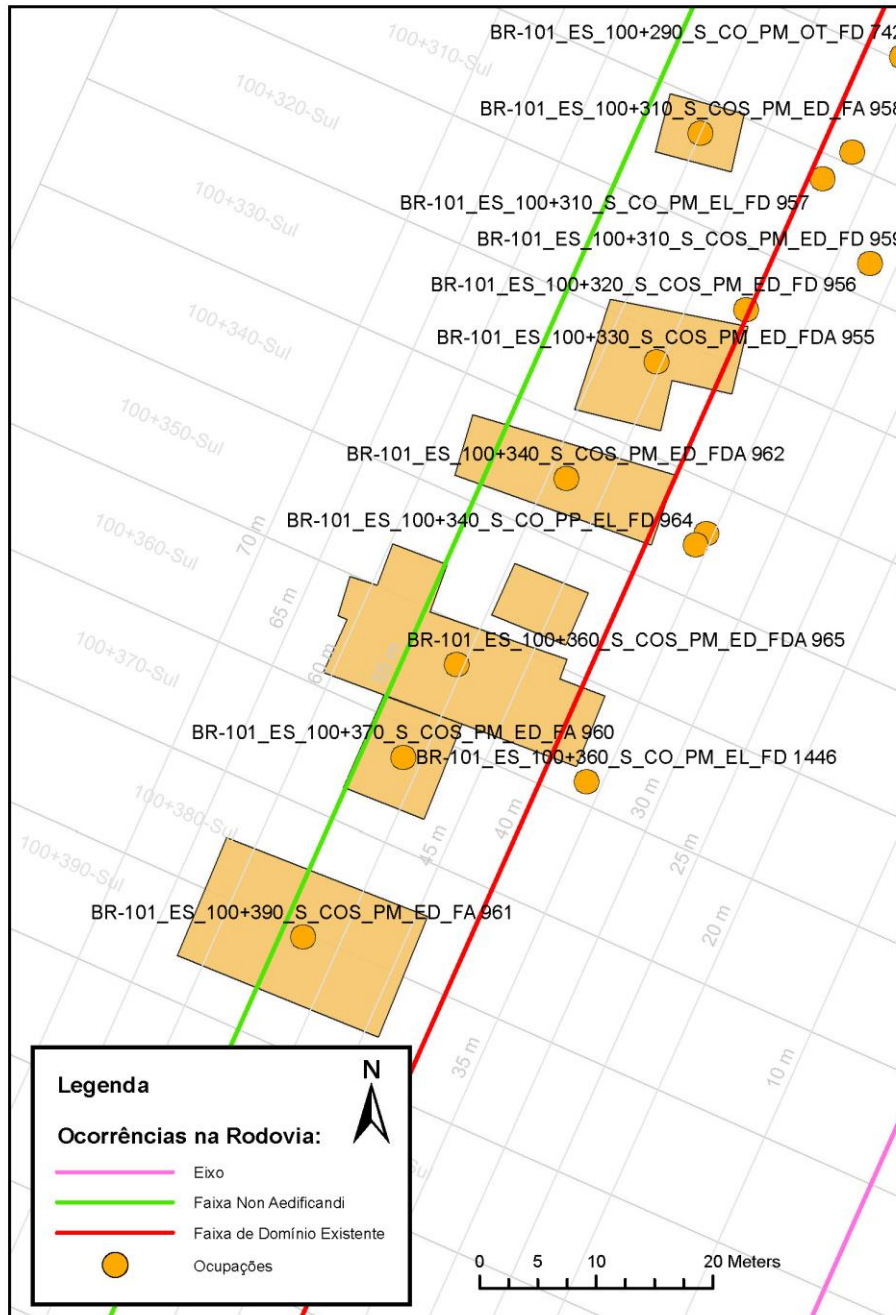 BR-101_ES_100+290_S_CO_PM_OT_FD 742
100+310-Sul
100+320-Sul
BR-101_ES_100+310_S_COS_PM_ED_FA 958
100+330-Sul
BR-101_ES_100+310_S_CO_PM_EL_FD 957
BR-101_ES_100+310_S_COS_PM_ED_FD 959
BR-101_ES_100+320_S_COS_PM_ED_FD 956
100+340-Sul
BR-101_ES_100+330_S_COS_PM_ED_FDA 955
100+350-Sul
BR-101_ES_100+340_S_COS_PM_ED_FDA 962
BR-101_ES_100+340_S_CO_PP_EL_FD 964
100+360-Sul
70 m
65 m
60 m
BR-101_ES_100+360_S_COS_PM_ED_FDA 965
100+370-Sul
BR-101_ES_100+370_S_COS_PM_ED_FA 960
BR-101_ES_100+360_S_CO_PM_EL_FD 1446
100+380-Sul
45 m
40 m
30 m
25 m
100+390-Sul
BR-101_ES_100+390_S_COS_PM_ED_FA 961
20 m
35 m
10 m
Legenda
N
Ocorrências na Rodovia:
Eixo
Faixa Non Aedificandi
Faixa de Domínio Existente
Ocupações
0 5 10 20 Meters